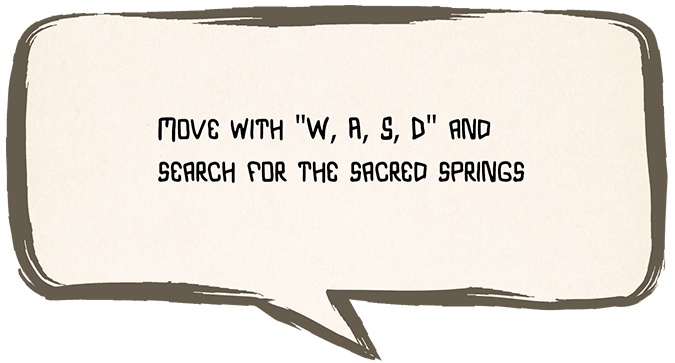 MOVE WITH "W, A, S, D" AND
SEARCH FOR THE SACRED SPRINGS